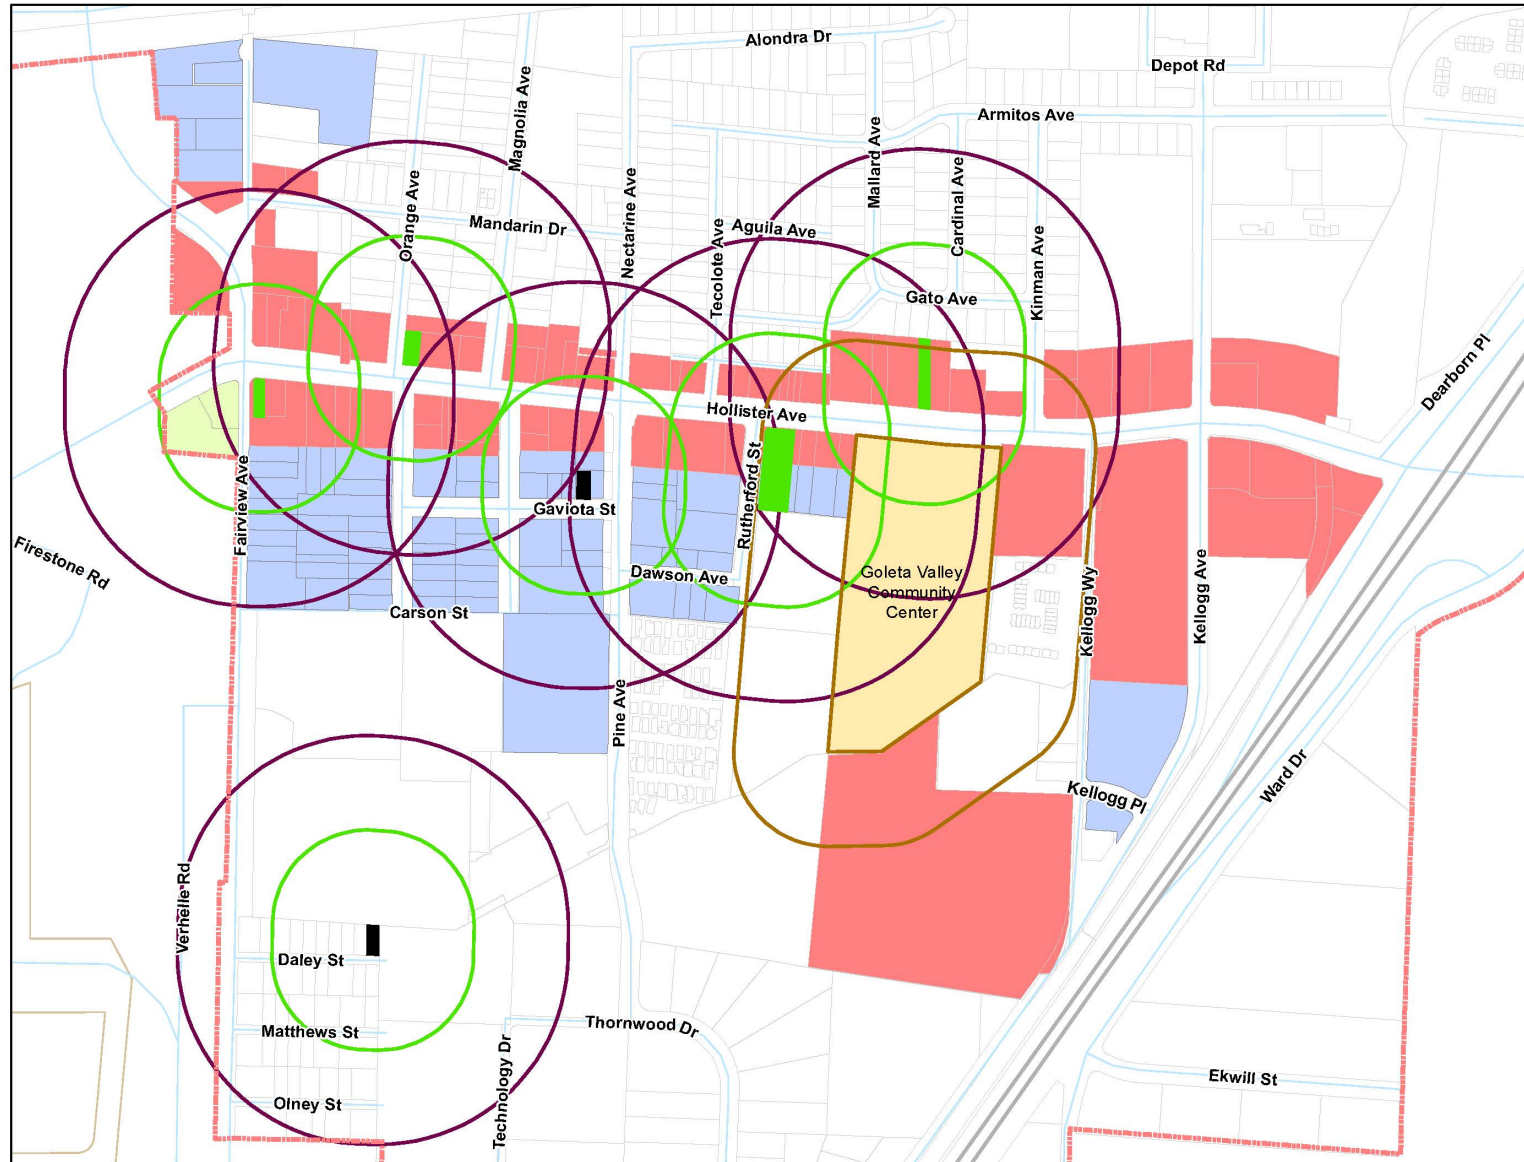 Alondra Dr
Depot Rd
Magnolia Ave
Armitos Ave
Mallard Ave
Cardinal Ave
Orange Ave
Nectarine Ave
Mandarin Dr
Aguila Ave
Tecolote Ave
Kinman Ave
Gato Ave
Dearborn Pl
Hollister Ave
Fairview Ave
Rutherford St
Gaviota St
Firestone Rd
Dawson Ave
Goleta Valley
Community
Center
Kellogg Wy
Kellogg Ave
Carson St
Pine Ave
Kellogg Pl
Ward Dr
Verhelle Rd
Daley St
Matthews St
Thornwood Dr
Technology Dr
Olney St
Ekwill St